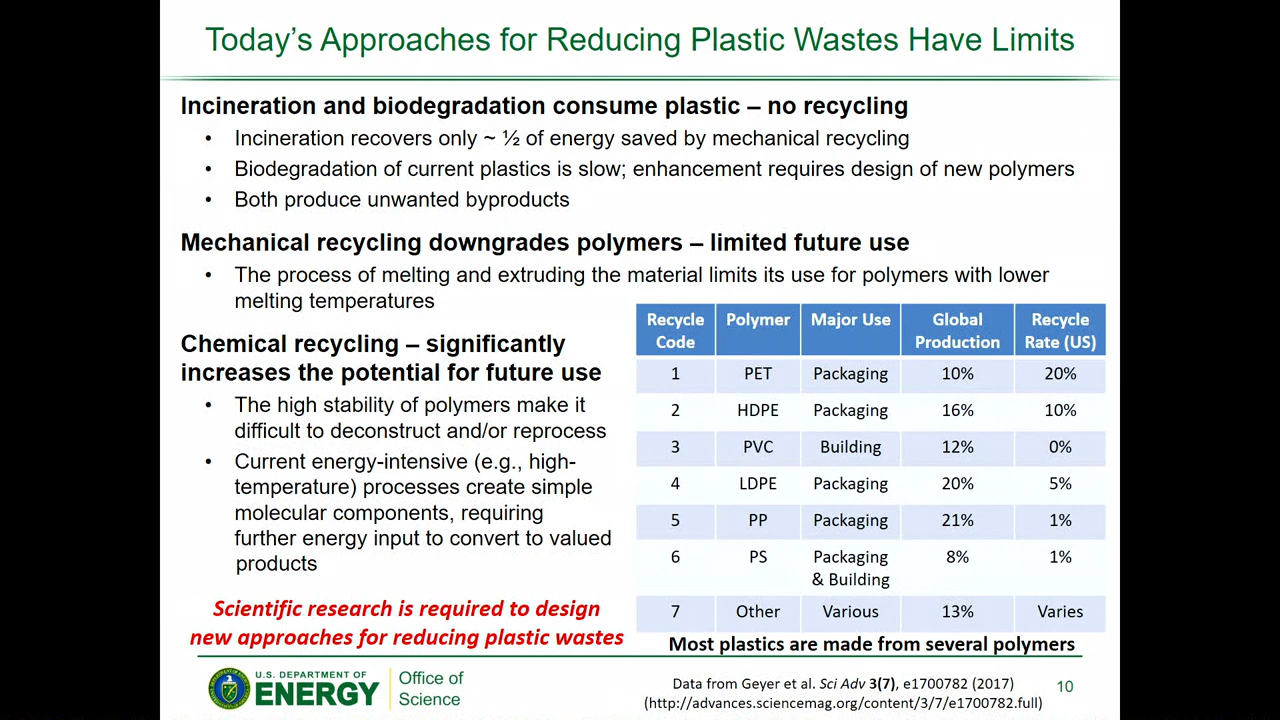 Today's Approaches for Reducing Plastic Wastes Have Limits
Incineration and biodegradation consume plastic – no recycling
• Incineration recovers only ~ ½ of energy saved by mechanical recycling
• Biodegradation of current plastics is slow; enhancement requires design of new polymers
• Both produce unwanted byproducts
Mechanical recycling downgrades polymers – limited future use
• The process of melting and extruding the material limits its use for polymers with lower
melting temperatures
Chemical recycling – significantly
increases the potential for future use
• The high stability of polymers make it
difficult to deconstruct and/or reprocess
• Current energy-intensive (e.g., high-
temperature) processes create simple
molecular components, requiring
further energy input to convert to valued
products
Scientific research is required to design
new approaches for reducing plastic wastes
Recycle Code Polymer Major Use Global Production Recycle Rate (US)
1 PET Packaging 10% 20%
2 HDPE Packaging 16% 10%
3 PVC Building 12% 0%
4 LDPE Packaging 20% 5%
5 PP Packaging 21% 1%
6 PS Packaging & Building 8% 1%
7 Other Various 13% Varies
Most plastics are made from several polymers
U.S. DEPARTMENT OF
ENERGY
Office of
Science
Data from Geyer et al. Sci Adv 3(7), e1700782 (2017)
(http://advances.sciencemag.org/content/3/7/e1700782.full)
10